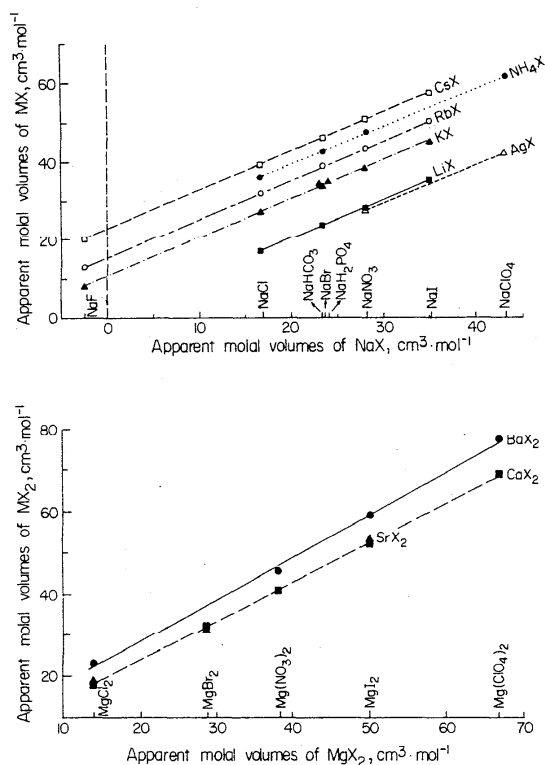 Apparent molal volumes of MX, cm³·mol⁻¹
60
40
20
0
CsX
NH₄X
RbX
KX
AgX
LiX
NaF
NaCl
NaHCO₃
NaBr
NaH₂PO₄
NaNO₃
NaI
NaClO₄
0
10
20
30
40
Apparent molal volumes of NaX, cm³·mol⁻¹
Apparent molal volumes of MX₂, cm³·mol⁻¹
80
60
40
20
10
BaX₂
CaX₂
SrX₂
MgCl₂
MgBr₂
Mg(NO₃)₂
MgI₂
Mg(ClO₄)₂
10
20
30
40
50
60
70
Apparent molal volumes of MgX₂, cm³·mol⁻¹